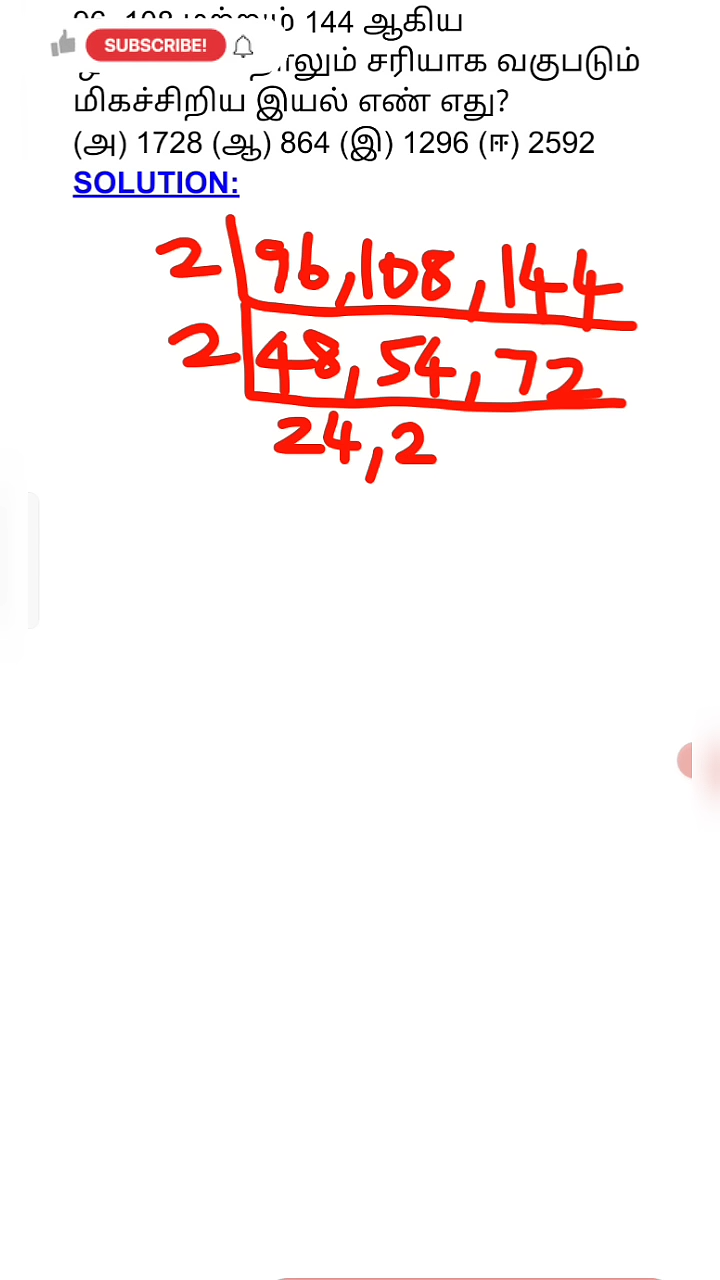 144 ஆகிய
SUBSCRIBE!
சரியாக வகுபடும்
மிகச்சிறிய இயல் எண் எது?
(அ) 1728 (ஆ) 864 (இ) 1296 (ஈ) 2592
SOLUTION:
2 96, 108, 144
2 48, 54, 72
24, 2